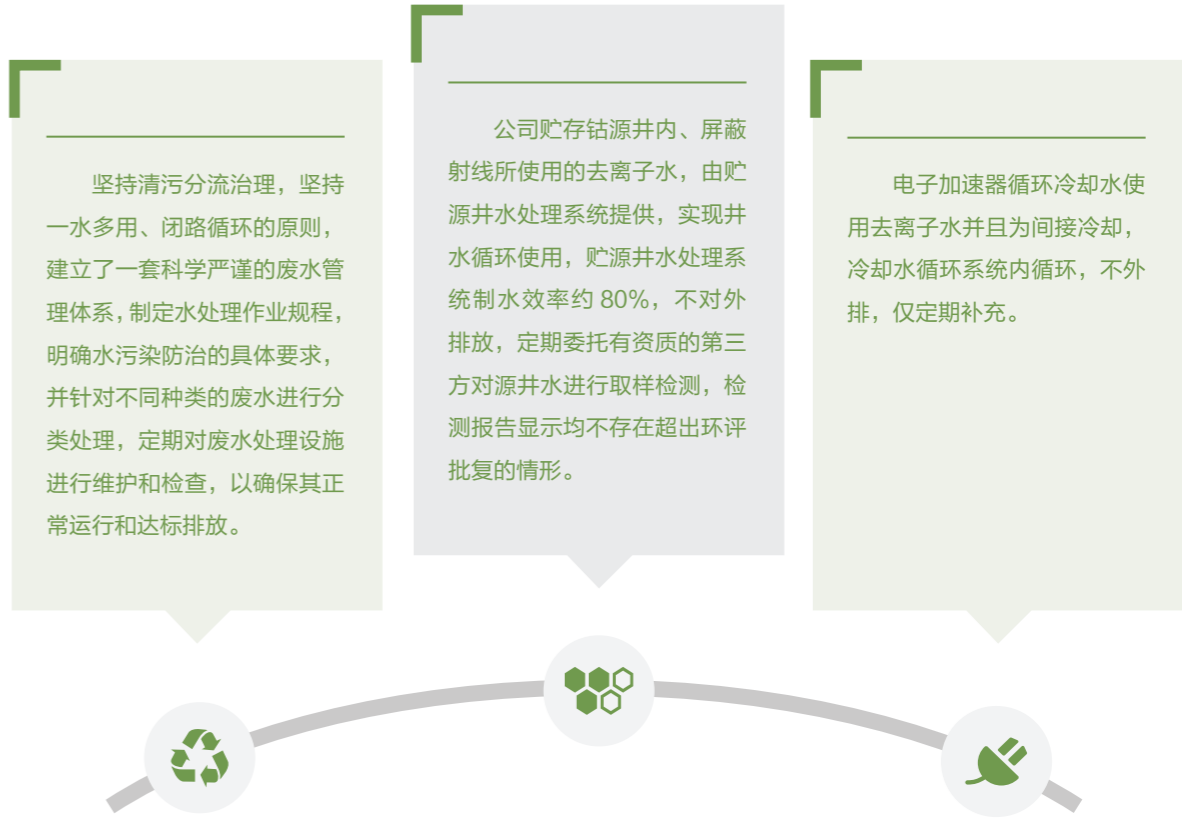 坚持清污分流治理，坚持
一水多用、闭路循环的原则，
建立了一套科学严谨的废水管
理体系，制定水处理作业规程，
明确水污染防治的具体要求，
并针对不同种类的废水进行分
类处理，定期对废水处理设施
进行维护和检查，以确保其正
常运行和达标排放。
公司贮存钴源井内、屏蔽
射线所使用的去离子水，由贮
源井水处理系统提供，实现井
水循环使用，贮源井水处理系
统制水效率约 80%，不对外
排放，定期委托有资质的第三
方对源井水进行取样检测，检
测报告显示均不存在超出环评
批复的情形。
电子加速器循环冷却水使
用去离子水并且为间接冷却，
冷却水循环系统内循环，不外
排，仅定期补充。